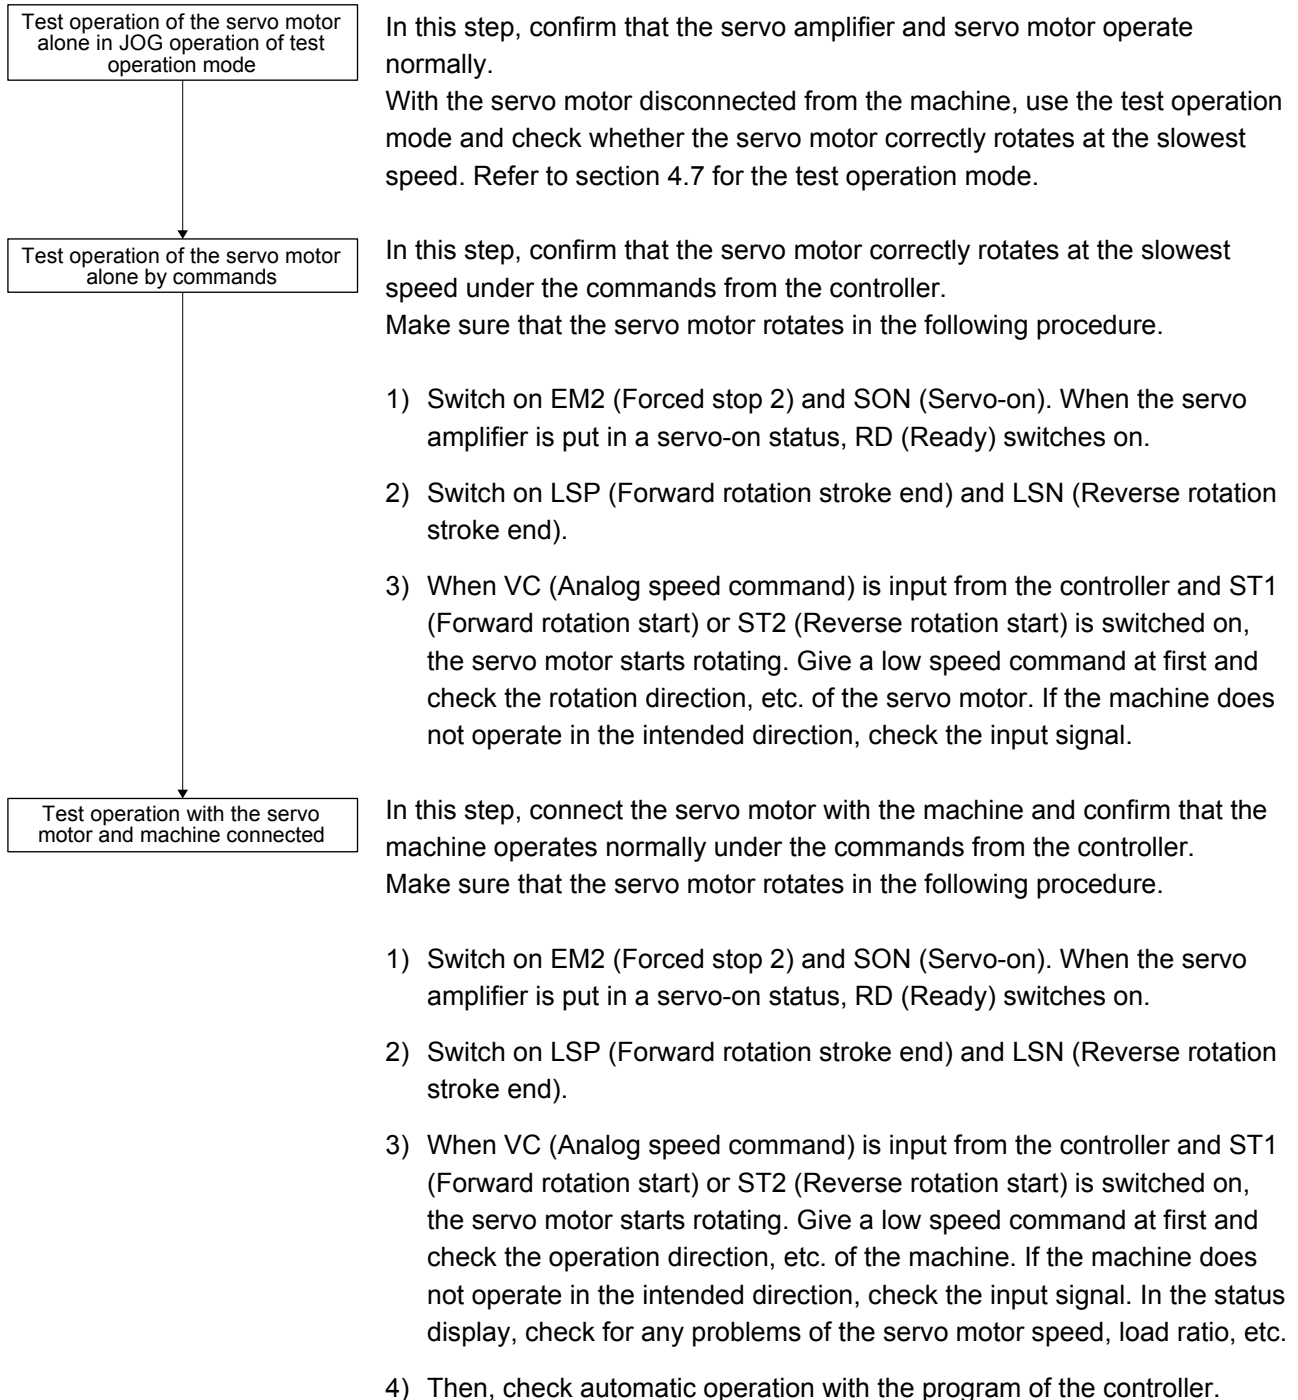 Test operation of the servo motor
alone in JOG operation of test
operation mode
In this step, confirm that the servo amplifier and servo motor operate
normally.
With the servo motor disconnected from the machine, use the test operation
mode and check whether the servo motor correctly rotates at the slowest
speed. Refer to section 4.7 for the test operation mode.
Test operation of the servo motor
alone by commands
In this step, confirm that the servo motor correctly rotates at the slowest
speed under the commands from the controller.
Make sure that the servo motor rotates in the following procedure.
1) Switch on EM2 (Forced stop 2) and SON (Servo-on). When the servo
amplifier is put in a servo-on status, RD (Ready) switches on.
2) Switch on LSP (Forward rotation stroke end) and LSN (Reverse rotation
stroke end).
3) When VC (Analog speed command) is input from the controller and ST1
(Forward rotation start) or ST2 (Reverse rotation start) is switched on,
the servo motor starts rotating. Give a low speed command at first and
check the rotation direction, etc. of the servo motor. If the machine does
not operate in the intended direction, check the input signal.
Test operation with the servo
motor and machine connected
In this step, connect the servo motor with the machine and confirm that the
machine operates normally under the commands from the controller.
Make sure that the servo motor rotates in the following procedure.
1) Switch on EM2 (Forced stop 2) and SON (Servo-on). When the servo
amplifier is put in a servo-on status, RD (Ready) switches on.
2) Switch on LSP (Forward rotation stroke end) and LSN (Reverse rotation
stroke end).
3) When VC (Analog speed command) is input from the controller and ST1
(Forward rotation start) or ST2 (Reverse rotation start) is switched on,
the servo motor starts rotating. Give a low speed command at first and
check the operation direction, etc. of the machine. If the machine does
not operate in the intended direction, check the input signal. In the status
display, check for any problems of the servo motor speed, load ratio, etc.
4) Then, check automatic operation with the program of the controller.